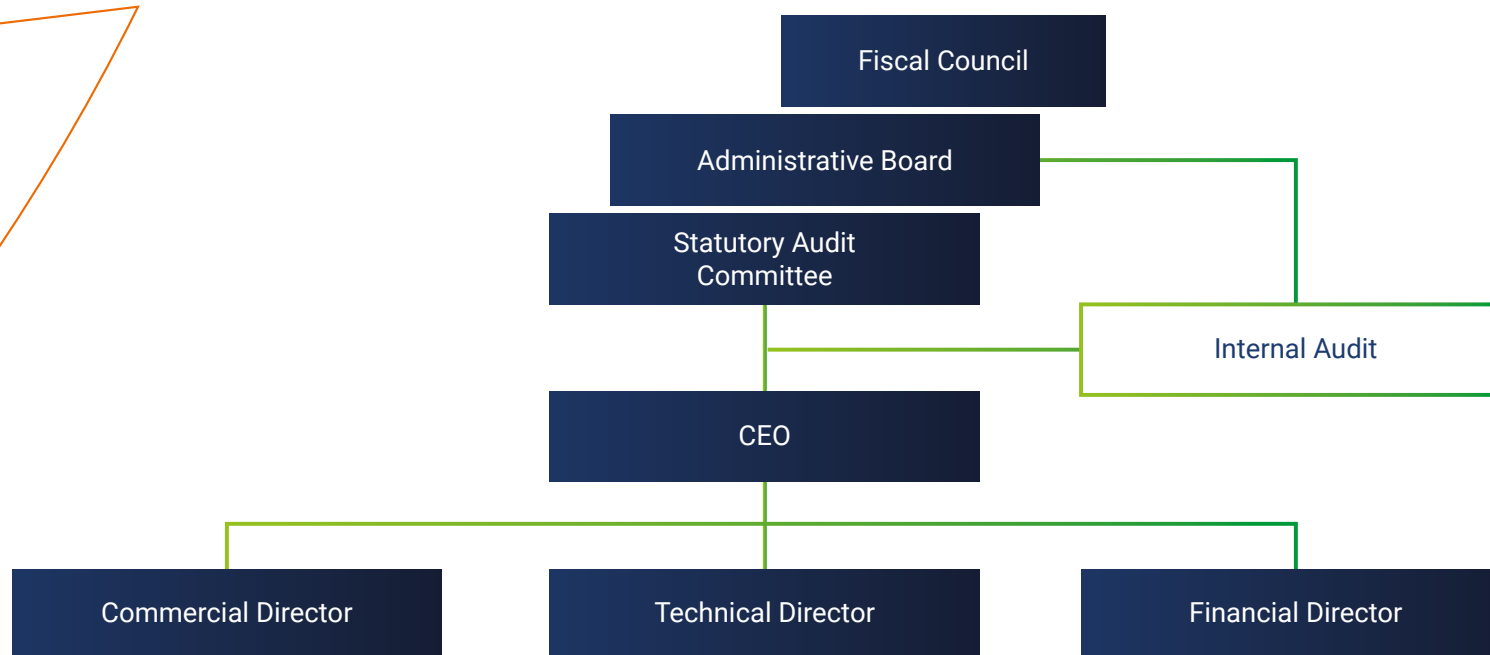 Fiscal Council
Administrative Board
Statutory Audit
Committee
Internal Audit
CEO
Commercial Director
Technical Director
Financial Director